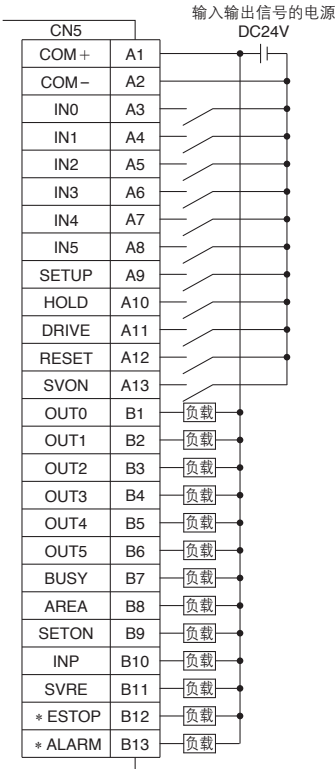 输入输出信号的电源
DC24V
CN5
COM+ A1
COM− A2
IN0 A3
IN1 A4
IN2 A5
IN3 A6
IN4 A7
IN5 A8
SETUP A9
HOLD A10
DRIVE A11
RESET A12
SVON A13
OUT0 B1 负载
OUT1 B2 负载
OUT2 B3 负载
OUT3 B4 负载
OUT4 B5 负载
OUT5 B6 负载
BUSY B7 负载
AREA B8 负载
SETON B9 负载
INP B10 负载
SVRE B11 负载
* ESTOP B12 负载
* ALARM B13 负载